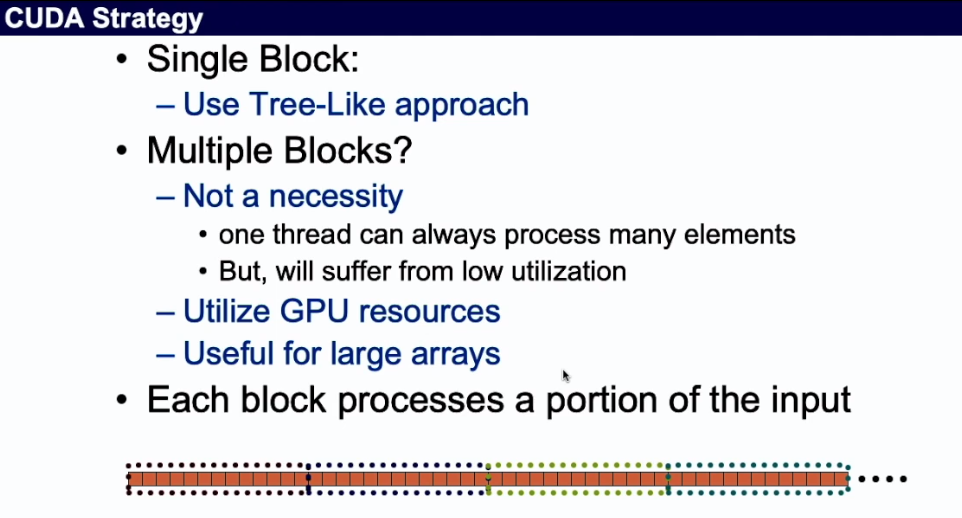 CUDA Strategy
• Single Block:
– Use Tree-Like approach
• Multiple Blocks?
– Not a necessity
• one thread can always process many elements
• But, will suffer from low utilization
– Utilize GPU resources
– Useful for large arrays
• Each block processes a portion of the input